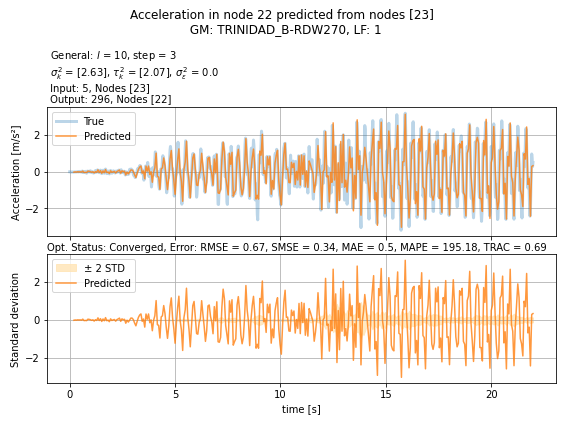 Acceleration in node 22 predicted from nodes [23]
GM: TRINIDAD_B-RDW270, LF: 1
General: l = 10, step = 3
σ²ₖ = [2.63], τ²ₖ = [2.07], σ²ε = 0.0
Input: 5, Nodes [23]
Output: 296, Nodes [22]
True
Predicted
2
0
−2
Acceleration [m/s²]
Opt. Status: Converged, Error: RMSE = 0.67, SMSE = 0.34, MAE = 0.5, MAPE = 195.18, TRAC = 0.69
± 2 STD
Predicted
2
0
−2
Standard deviation
0 5 10 15 20
time [s]